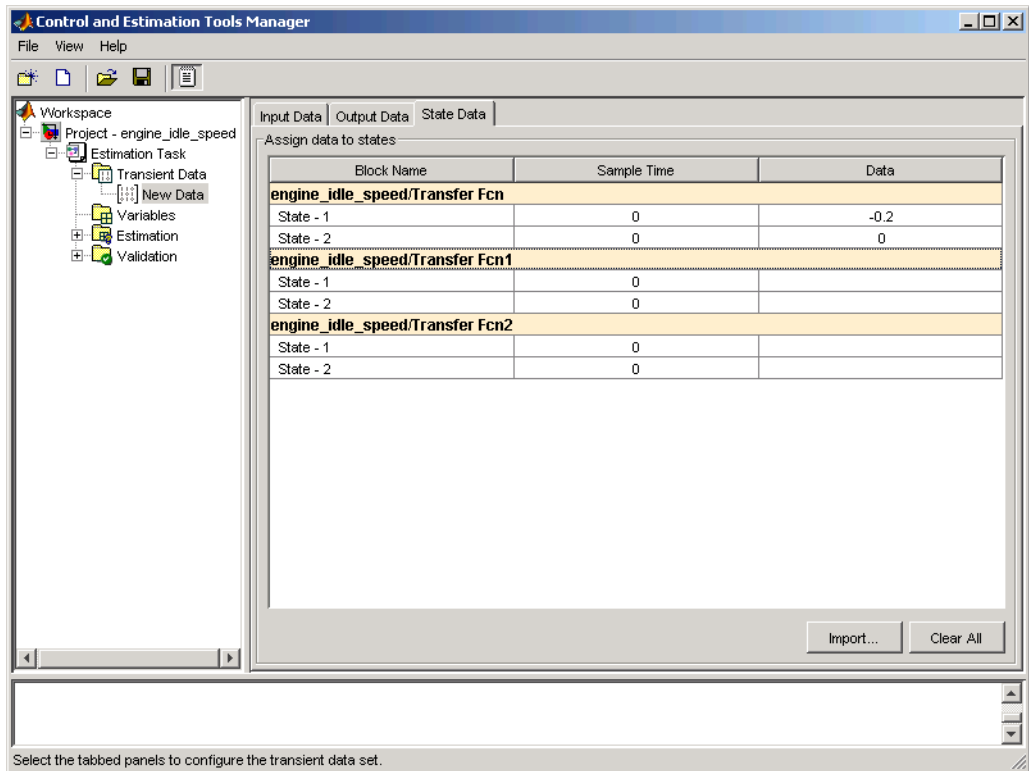 Control and Estimation Tools Manager
File View Help
Workspace
Project - engine_idle_speed
Estimation Task
Transient Data
New Data
Variables
Estimation
Validation
Input Data Output Data State Data
Assign data to states
Block Name Sample Time Data
engine_idle_speed/Transfer Fcn
State - 1 0 -0.2
State - 2 0 0
engine_idle_speed/Transfer Fcn1
State - 1 0
State - 2 0
engine_idle_speed/Transfer Fcn2
State - 1 0
State - 2 0
Import... Clear All
Select the tabbed panels to configure the transient data set.